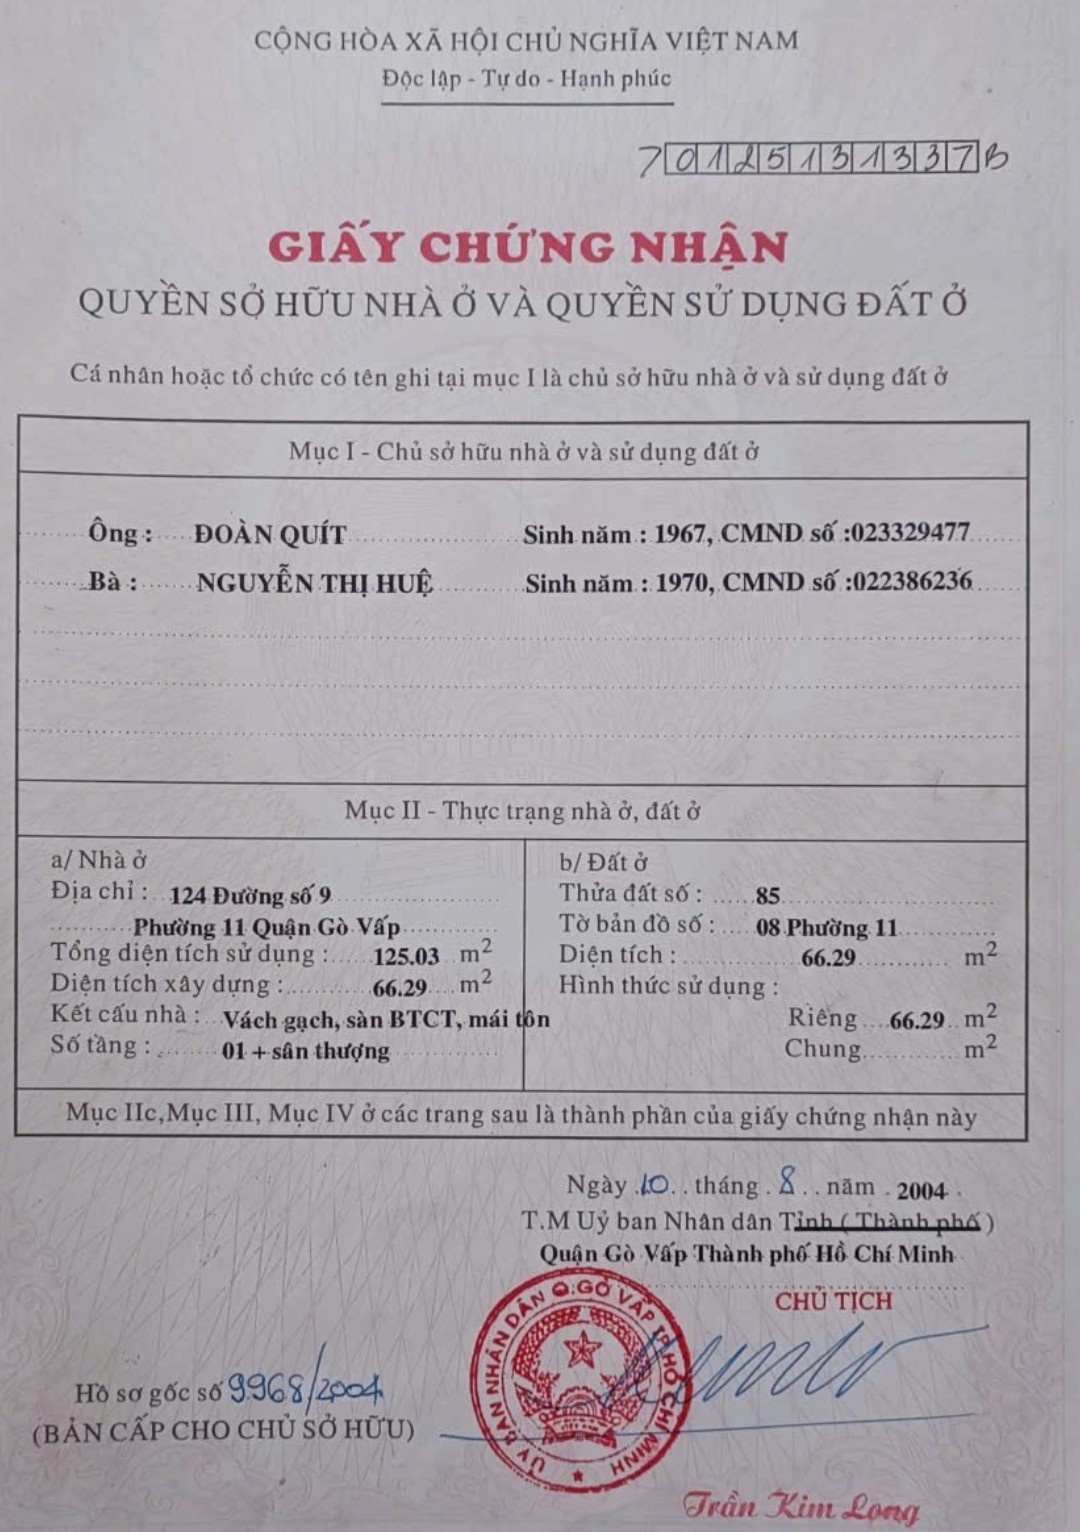 CỘNG HÒA XÃ HỘI CHỦ NGHĨA VIỆT NAM
Độc lập - Tự do - Hạnh phúc
70125131337B
GIẤY CHỨNG NHẬN
QUYỀN SỞ HỮU NHÀ Ở VÀ QUYỀN SỬ DỤNG ĐẤT Ở
Cá nhân hoặc tổ chức có tên ghi tại mục I là chủ sở hữu nhà ở và sử dụng đất ở
Mục I - Chủ sở hữu nhà ở và sử dụng đất ở
Ông : ĐOÀN QUÍT Sinh năm : 1967, CMND số :023329477
Bà : NGUYỄN THỊ HUỆ Sinh năm : 1970, CMND số :022386236
Mục II - Thực trạng nhà ở, đất ở
a/ Nhà ở
Địa chỉ : 124 Đường số 9
Phường 11 Quận Gò Vấp
Tổng diện tích sử dụng : 125.03 m2
Diện tích xây dựng : 66.29 m2
Kết cấu nhà : Vách gạch, sàn BTCT, mái tôn
Số tầng : 01 + sân thượng
b/ Đất ở
Thửa đất số : 85
Tờ bản đồ số : 08 Phường 11
Diện tích : 66.29 m2
Hình thức sử dụng :
Riêng 66.29 m2
Chung m2
Mục IIc,Mục III, Mục IV ở các trang sau là thành phần của giấy chứng nhận này
Ngày 10 tháng 8 năm 2004
T.M Uỷ ban Nhân dân Tỉnh ( Thành phố )
Quận Gò Vấp Thành phố Hồ Chí Minh
CHỦ TỊCH
ỦY BAN NHÂN DÂN Q.GÒ VẤP TP HỒ CHÍ MINH
Hồ sơ gốc số 9968/2004
(BẢN CẤP CHO CHỦ SỞ HỮU)
Trần Kim Long